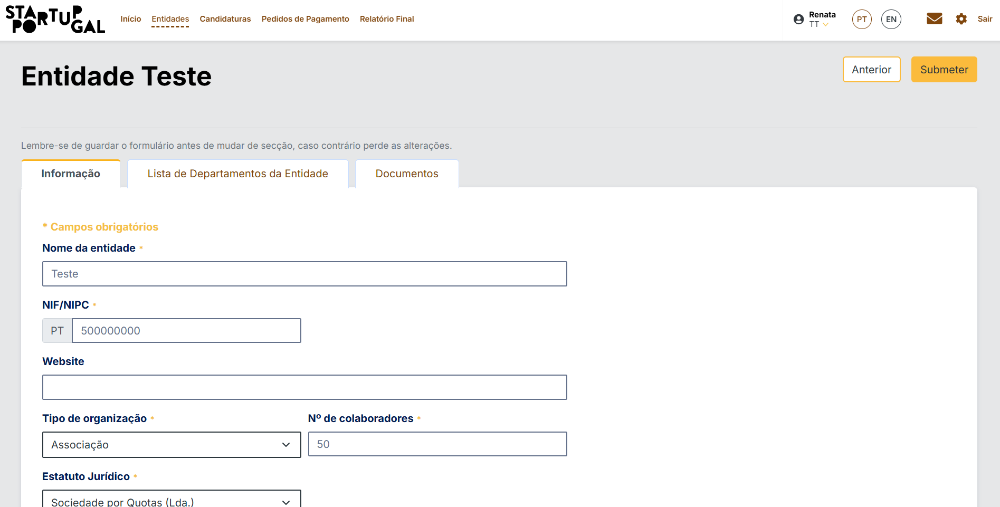 STARTUP
PORTUGAL
Início Entidades Candidaturas Pedidos de Pagamento Relatório Final
Renata
TT
PT EN Sair
Entidade Teste
Anterior Submeter
Lembre-se de guardar o formulário antes de mudar de secção, caso contrário perde as alterações.
Informação Lista de Departamentos da Entidade Documentos
* Campos obrigatórios
Nome da entidade *
Teste
NIF/NIPC *
PT 500000000
Website
Tipo de organização * Nº de colaboradores *
Associação 50
Estatuto Jurídico *
Sociedade por Quotas (Lda.)